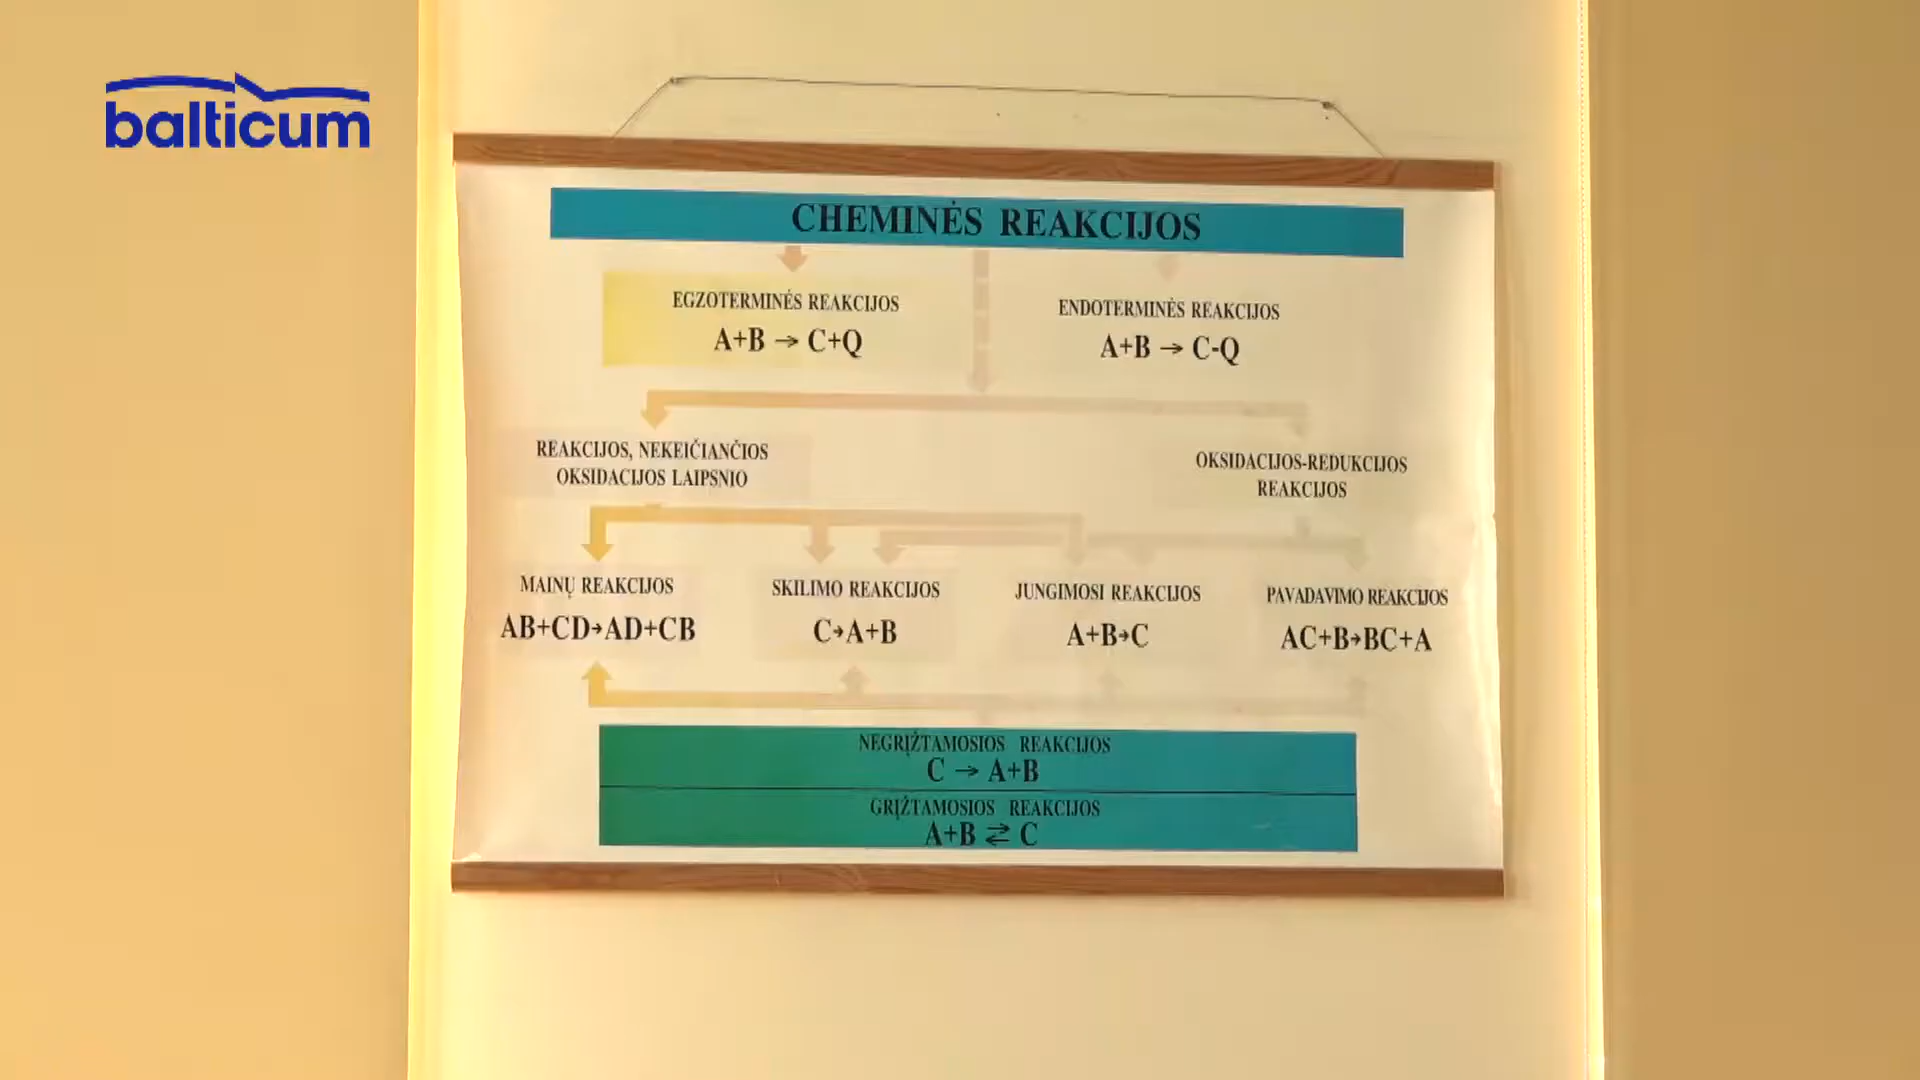 balticum
CHEMINĖS REAKCIJOS
EGZOTERMINĖS REAKCIJOS
A+B → C+Q
ENDOTERMINĖS REAKCIJOS
A+B → C-Q
REAKCIJOS, NEKEIČIANČIOS
OKSIDACIJOS LAIPSNIO
OKSIDACIJOS-REDUKCIJOS
REAKCIJOS
MAINŲ REAKCIJOS
AB+CD→AD+CB
SKILIMO REAKCIJOS
C→A+B
JUNGIMOSI REAKCIJOS
A+B→C
PAVADAVIMO REAKCIJOS
AC+B→BC+A
NEGRĮŽTAMOSIOS REAKCIJOS
C → A+B
GRĮŽTAMOSIOS REAKCIJOS
A+B ⇄ C